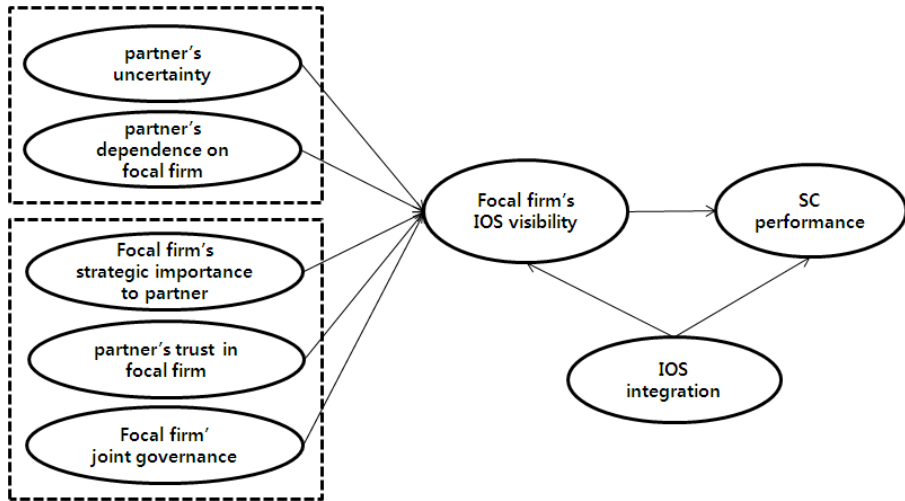 partner's
uncertainty
partner's
dependence on
focal firm
Focal firm's
strategic importance
to partner
partner's trust in
focal firm
Focal firm'
joint governance
Focal firm's
IOS visibility
SC
performance
IOS
integration